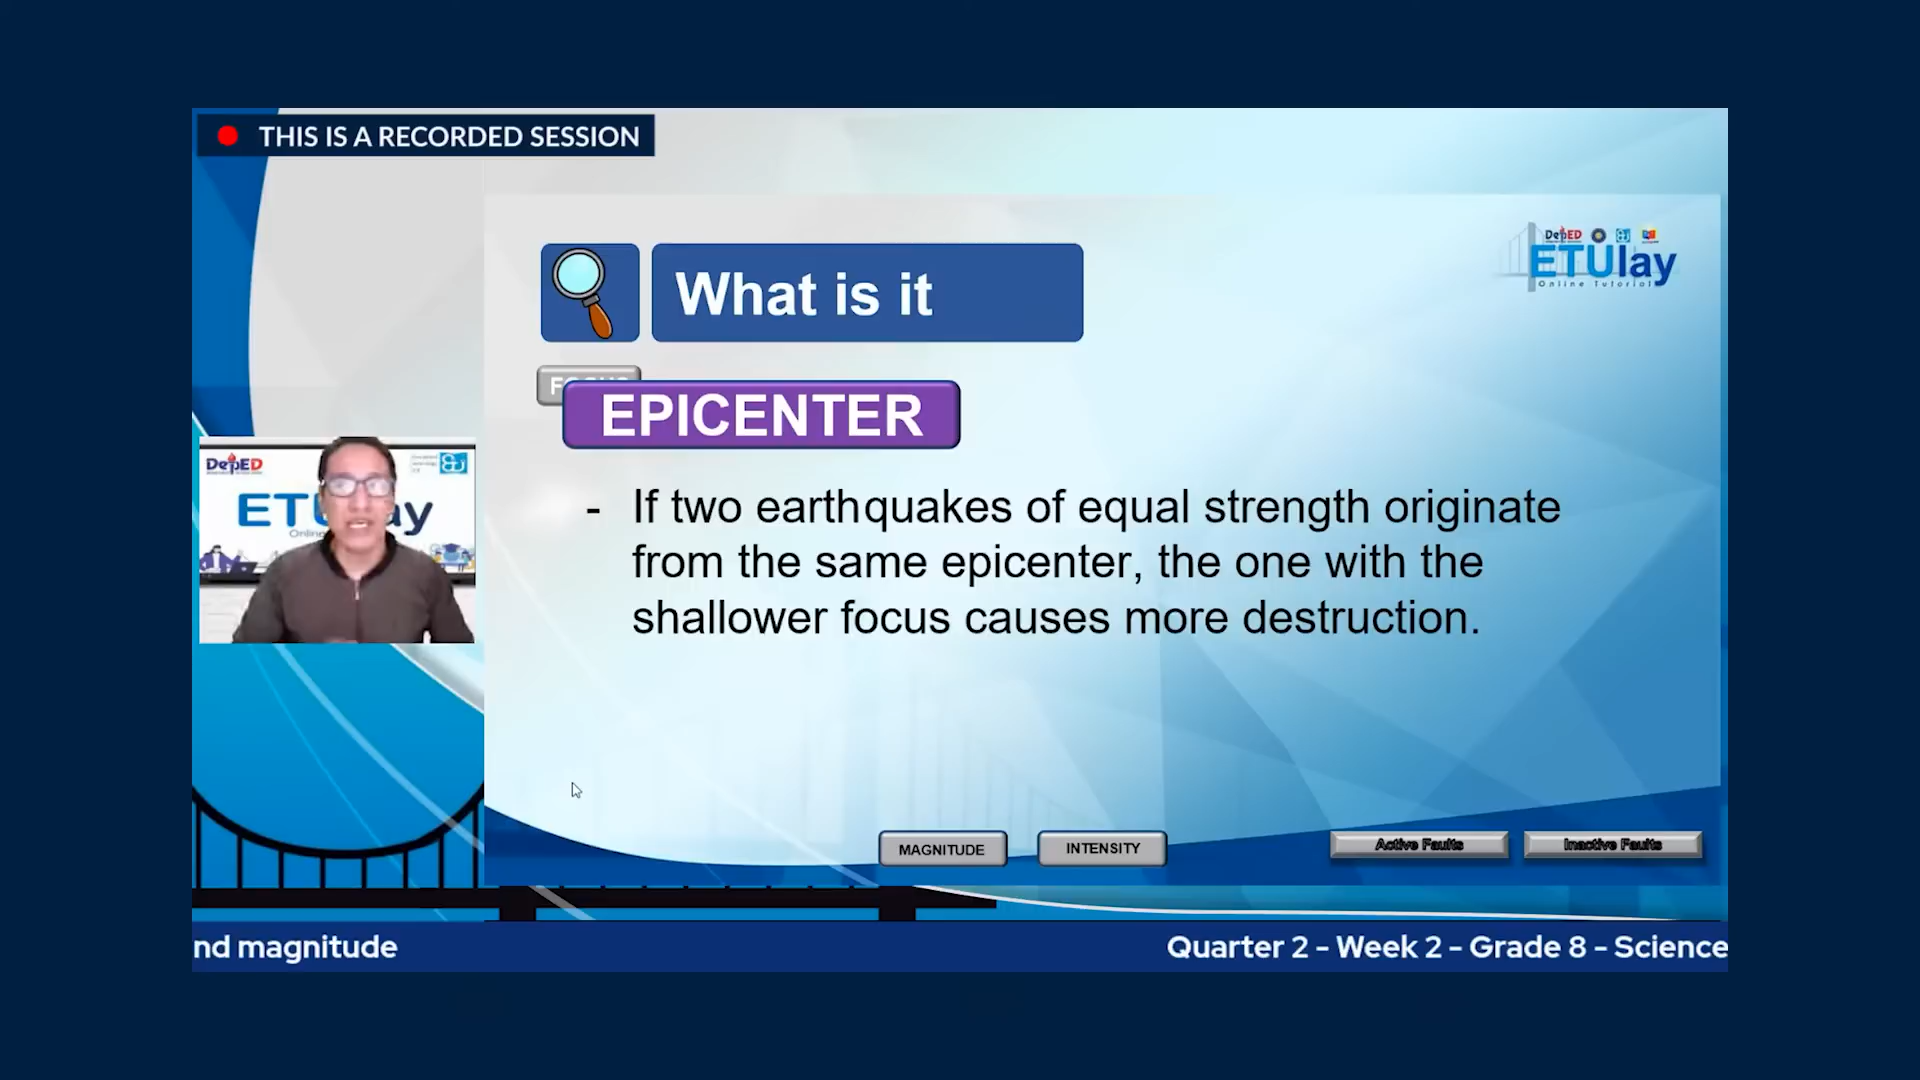 THIS IS A RECORDED SESSION
DepED
ETUlay
Online Tutorial
What is it
FOCUS
EPICENTER
- If two earthquakes of equal strength originate
from the same epicenter, the one with the
shallower focus causes more destruction.
DepED
MAGNITUDE
INTENSITY
Active Faults
Inactive Faults
nd magnitude
Quarter 2 - Week 2 - Grade 8 - Science